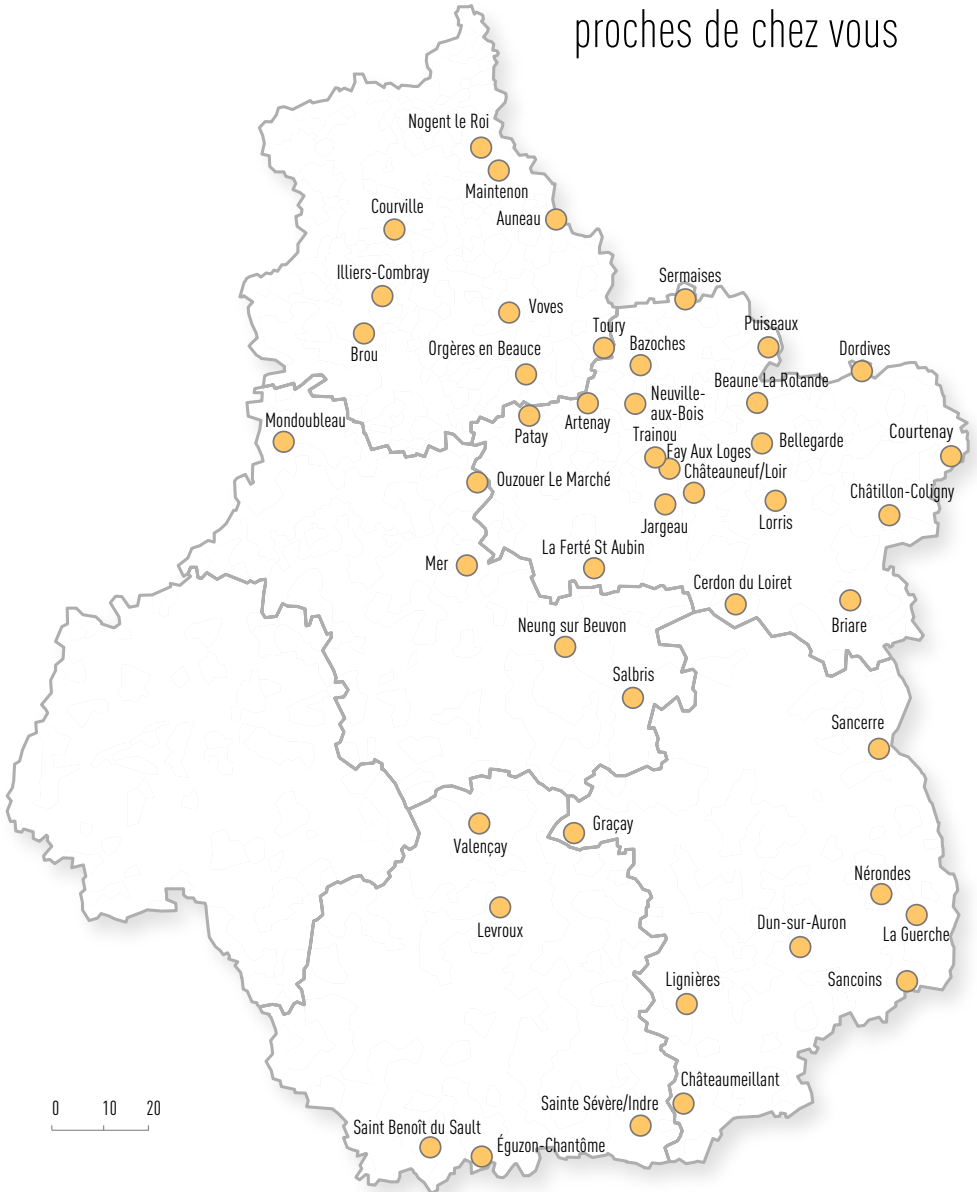 proches de chez vous
Nogent le Roi
Maintenon
Courville
Auneau
Illiers-Combray
Sermaises
Voves
Puiseaux
Toury
Bazoches
Brou
Orgères en Beauce
Dordives
Beaune La Rolande
Neuville-
aux-Bois
Mondoubleau
Artenay
Patay
Trainou
Bellegarde
Courtenay
Fay Aux Loges
Châteauneuf/Loir
Ouzouer Le Marché
Châtillon-Coligny
Jargeau
Lorris
La Ferté St Aubin
Mer
Cerdon du Loiret
Briare
Neung sur Beuvon
Salbris
Sancerre
Graçay
Valençay
Nérondes
Levroux
Dun-sur-Auron
La Guerche
Lignières
Sancoins
Châteaumeillant
Sainte Sévère/Indre
0 10 20
Saint Benoît du Sault
Éguzon-Chantôme